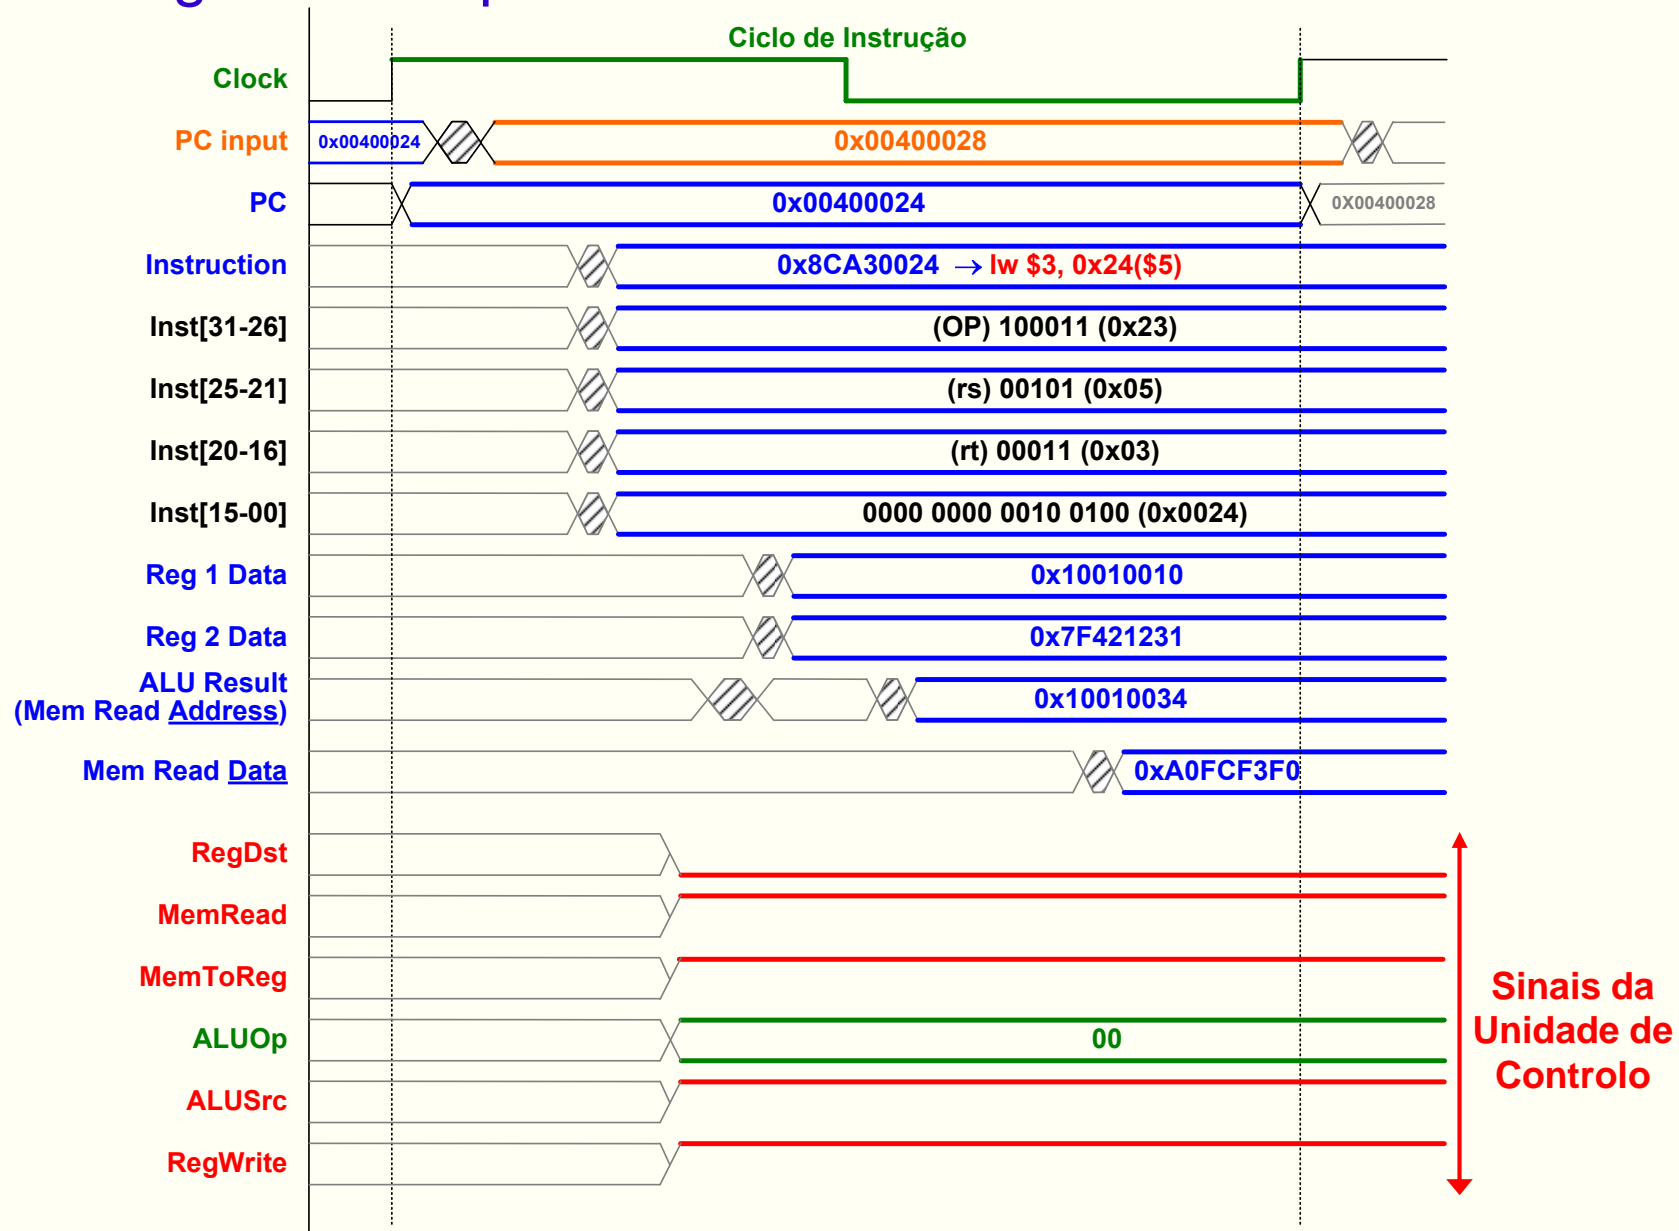 Ciclo de Instrução
Clock
PC input 0x00400024 0x00400028
PC 0x00400024 0X00400028
Instruction 0x8CA30024 → lw $3, 0x24($5)
Inst[31-26] (OP) 100011 (0x23)
Inst[25-21] (rs) 00101 (0x05)
Inst[20-16] (rt) 00011 (0x03)
Inst[15-00] 0000 0000 0010 0100 (0x0024)
Reg 1 Data 0x10010010
Reg 2 Data 0x7F421231
ALU Result
(Mem Read Address) 0x10010034
Mem Read Data 0xA0FCF3F0
RegDst
MemRead
MemToReg
ALUOp 00
ALUSrc
RegWrite
Sinais da
Unidade de
Controlo